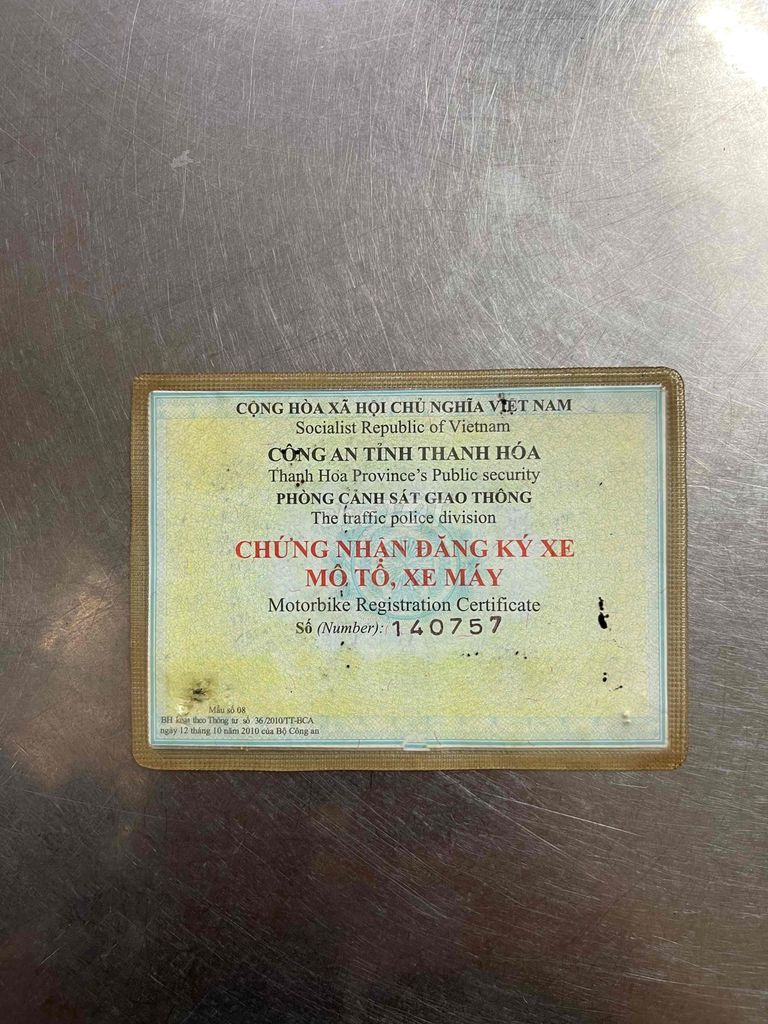 CỘNG HÒA XÃ HỘI CHỦ NGHĨA VIỆT NAM
Socialist Republic of Vietnam
CÔNG AN TỈNH THANH HÓA
Thanh Hoa Province's Public security
PHÒNG CẢNH SÁT GIAO THÔNG
The traffic police division
CHỨNG NHẬN ĐĂNG KÝ XE
MÔ TÔ, XE MÁY
Motorbike Registration Certificate
Số (Number): 140757
Mẫu số 08
BH kèm theo Thông tư số 36/2010/TT-BCA
ngày 12 tháng 10 năm 2010 của Bộ Công an